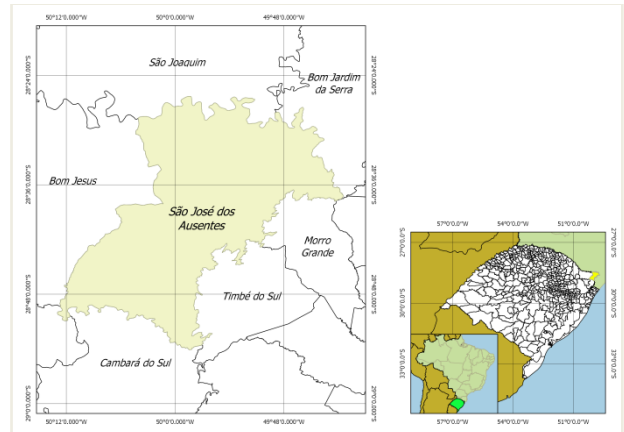 50°12'0.000"W 50°0'0.000"W 49°48'0.000"W
São Joaquim
28°24'0.000"S
28°24'0.000"S
Bom Jardim
da Serra
Bom Jesus
28°36'0.000"S
28°36'0.000"S
São José dos
Ausentes
Morro
Grande
Timbé do Sul
28°48'0.000"S
28°48'0.000"S
Cambará do Sul
29°0'0.000"S
29°0'0.000"S
50°12'0.000"W 50°0'0.000"W 49°48'0.000"W
57°0'0.0"W 54°0'0.0"W 51°0'0.0"W
27°0'0.0"S
27°0'0.0"S
30°0'0.0"S
30°0'0.0"S
33°0'0.0"S
33°0'0.0"S
57°0'0.0"W 54°0'0.0"W 51°0'0.0"W